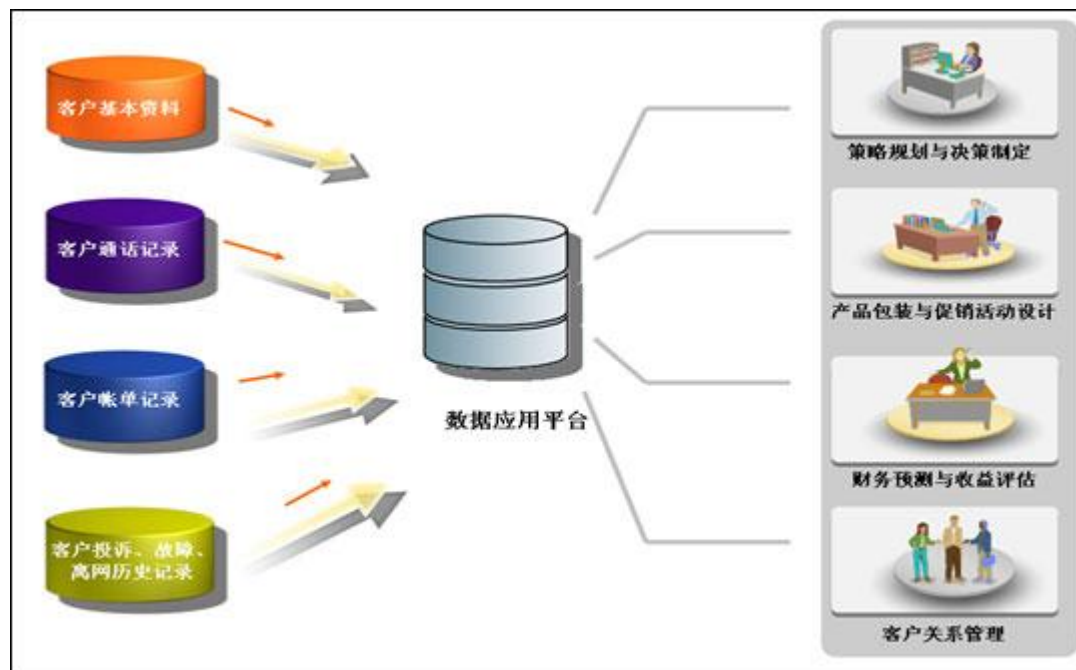 客户基本资料
客户通话记录
客户帐单记录
客户投诉、故障、
离网历史记录
数据应用平台
策略规划与决策制定
产品包装与促销活动设计
财务预测与收益评估
客户关系管理